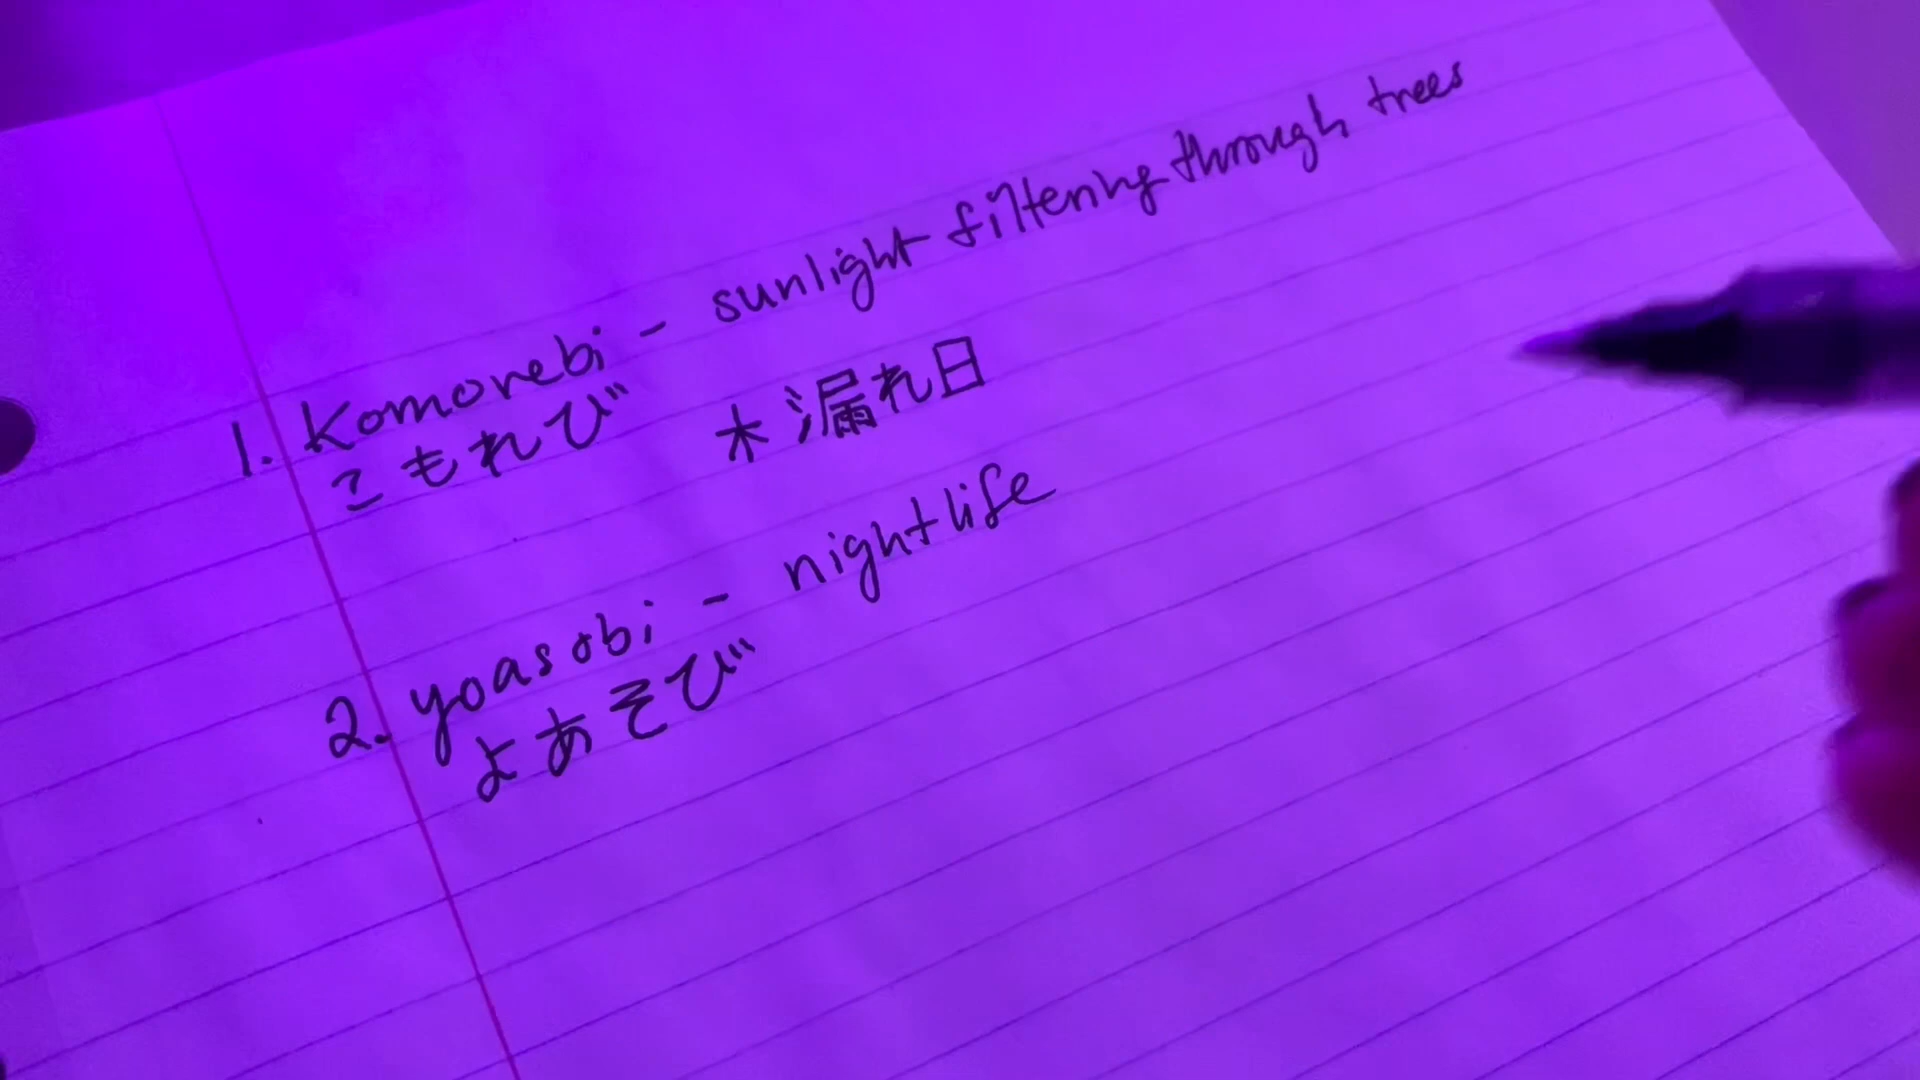 1. Komorebi - sunlight filtering through trees
こもれび 木漏れ日
2. yoasobi - nightlife
よあそび